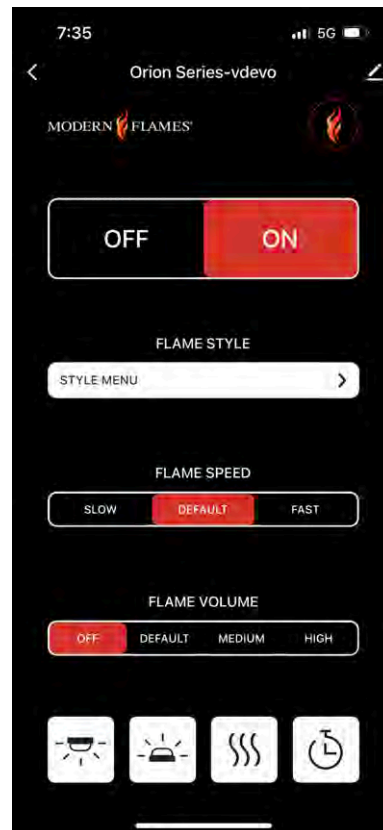 7:35 5G
Orion Series-vdevo
MODERN FLAMES®
OFF ON
FLAME STYLE
STYLE MENU
FLAME SPEED
SLOW DEFAULT FAST
FLAME VOLUME
OFF DEFAULT MEDIUM HIGH